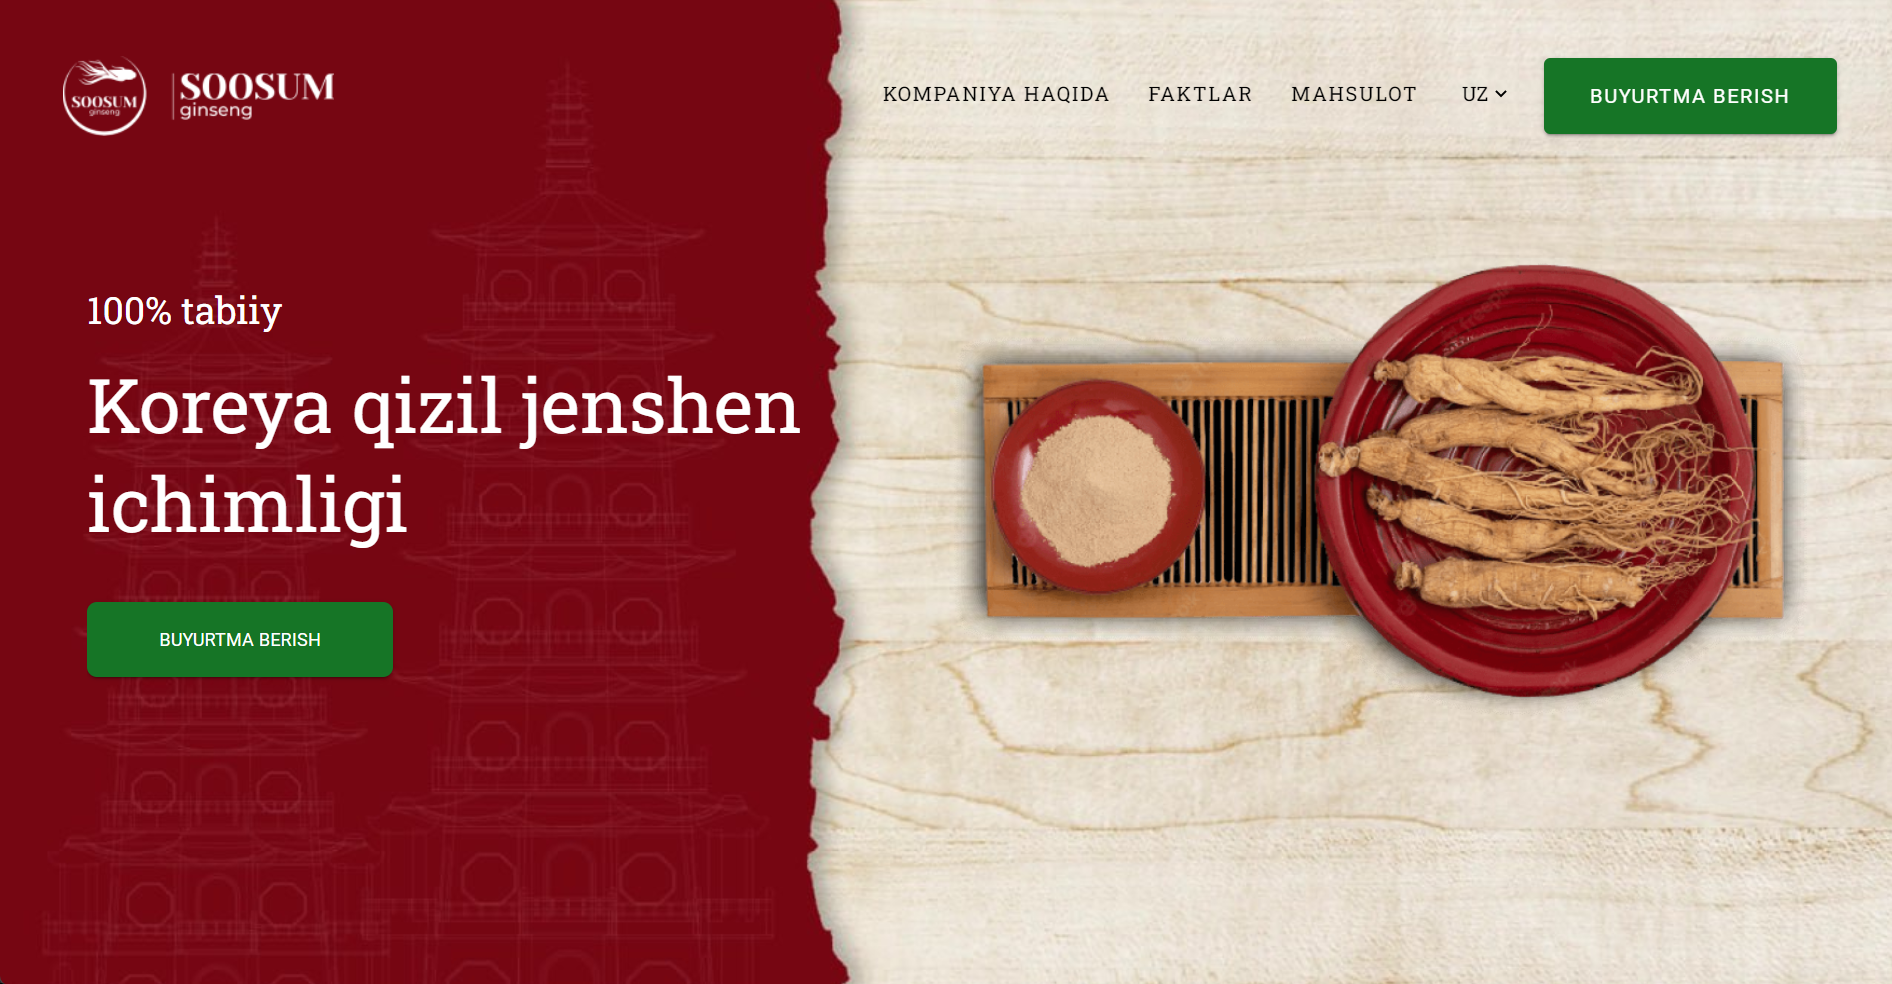 SOOSUM
ginseng
SOOSUM
ginseng
KOMPANIYA HAQIDA
FAKTLAR
MAHSULOT
UZ
BUYURTMA BERISH
100% tabiiy
Koreya qizil jenshen
ichimligi
BUYURTMA BERISH